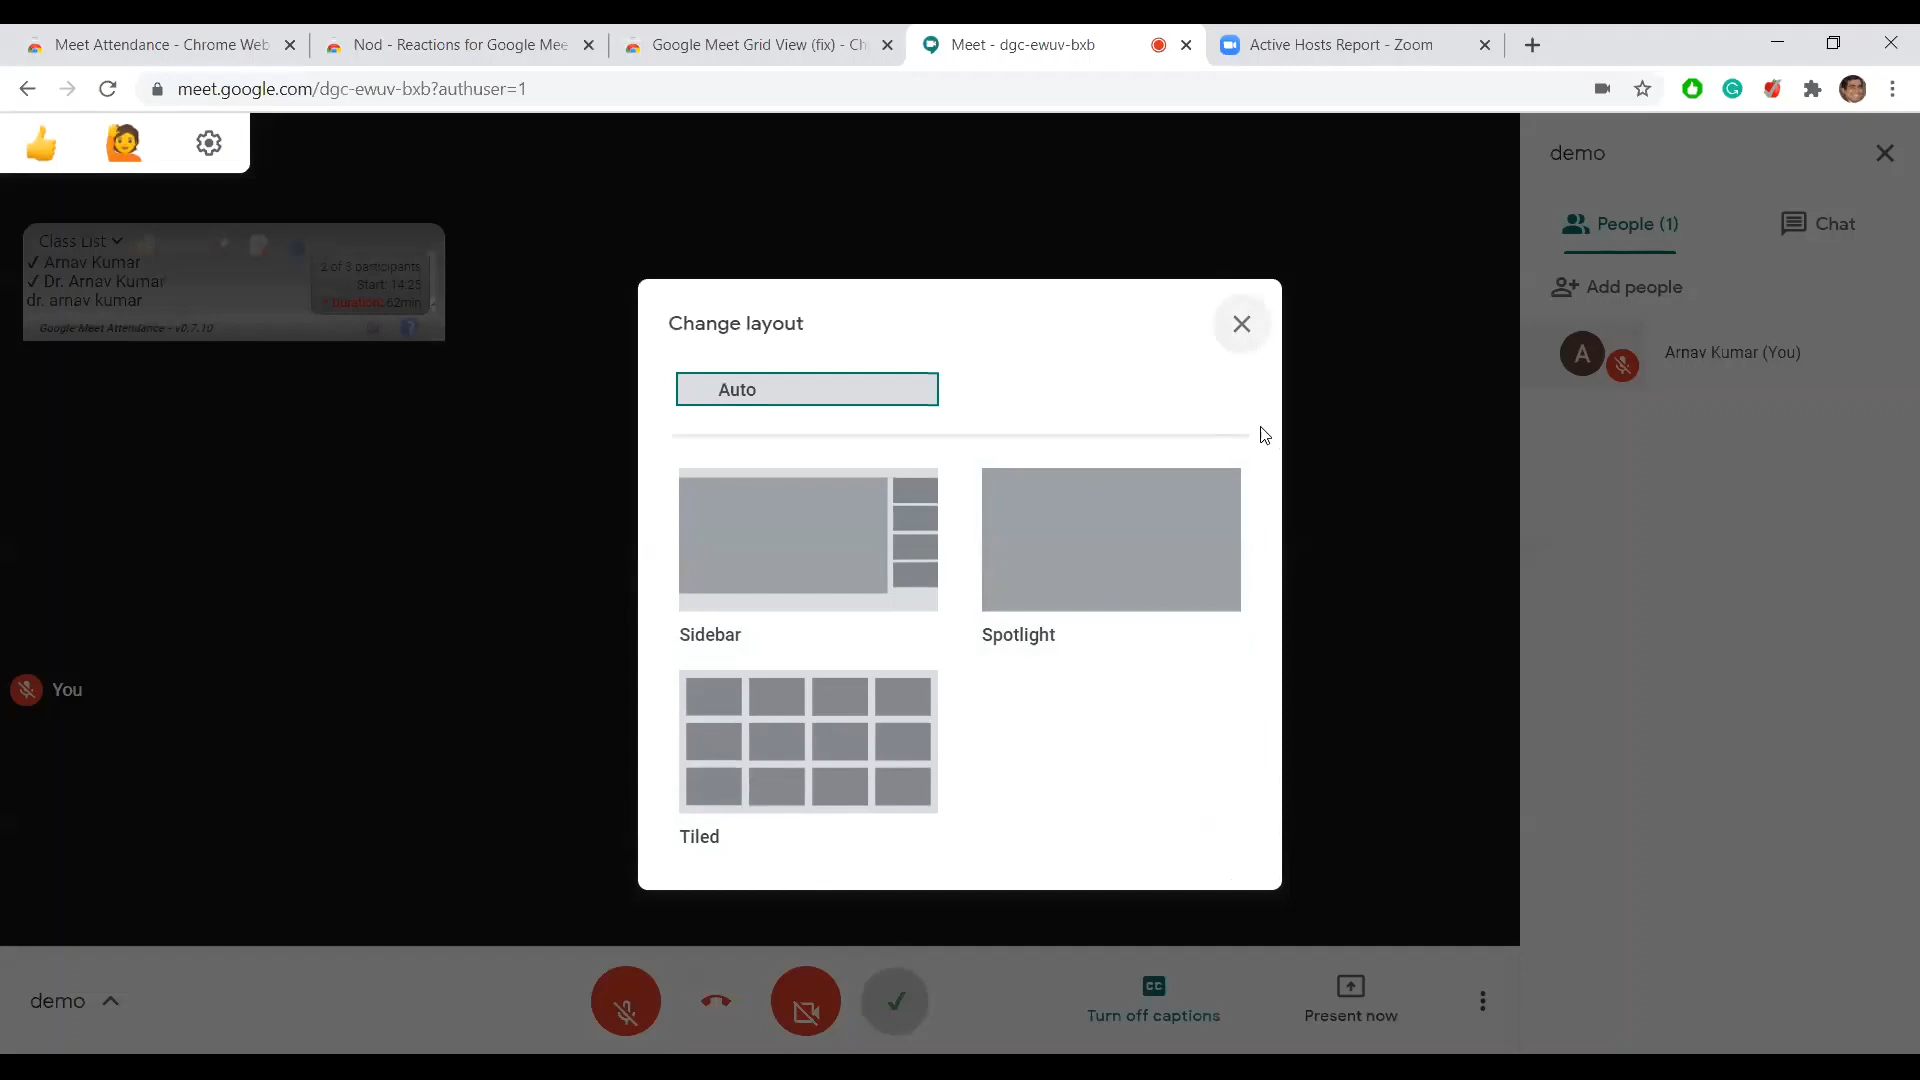 Meet Attendance - Chrome Web
Nod - Reactions for Google Mee
Google Meet Grid View (fix) - Ch
Meet - dgc-ewuv-bxb
Active Hosts Report - Zoom
meet.google.com/dgc-ewuv-bxb?authuser=1
demo
People (1)
Chat
Add people
A
Arnav Kumar (You)
Class List
✓ Arnav Kumar
✓ Dr. Arnav Kumar
dr. arnav kumar
2 of 3 participants
Start: 14:25
Duration: 62min
Google Meet Attendance - v0.7.10
?
Change layout
Auto
Sidebar
Spotlight
Tiled
You
demo
CC
Turn off captions
Present now